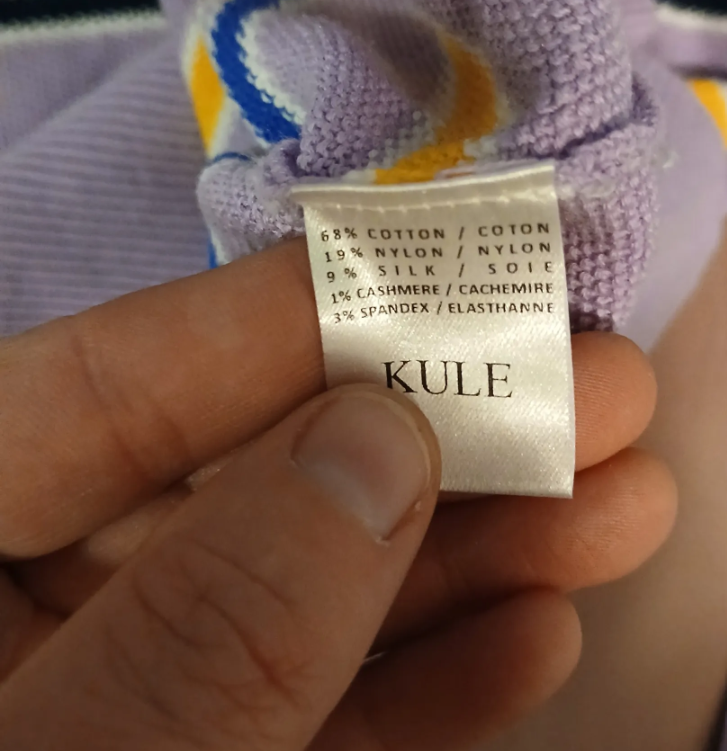 68% COTTON / COTON
19% NYLON / NYLON
9% SILK / SOIE
1% CASHMERE / CACHEMIRE
3% SPANDEX / ELASTHANNE
KULE